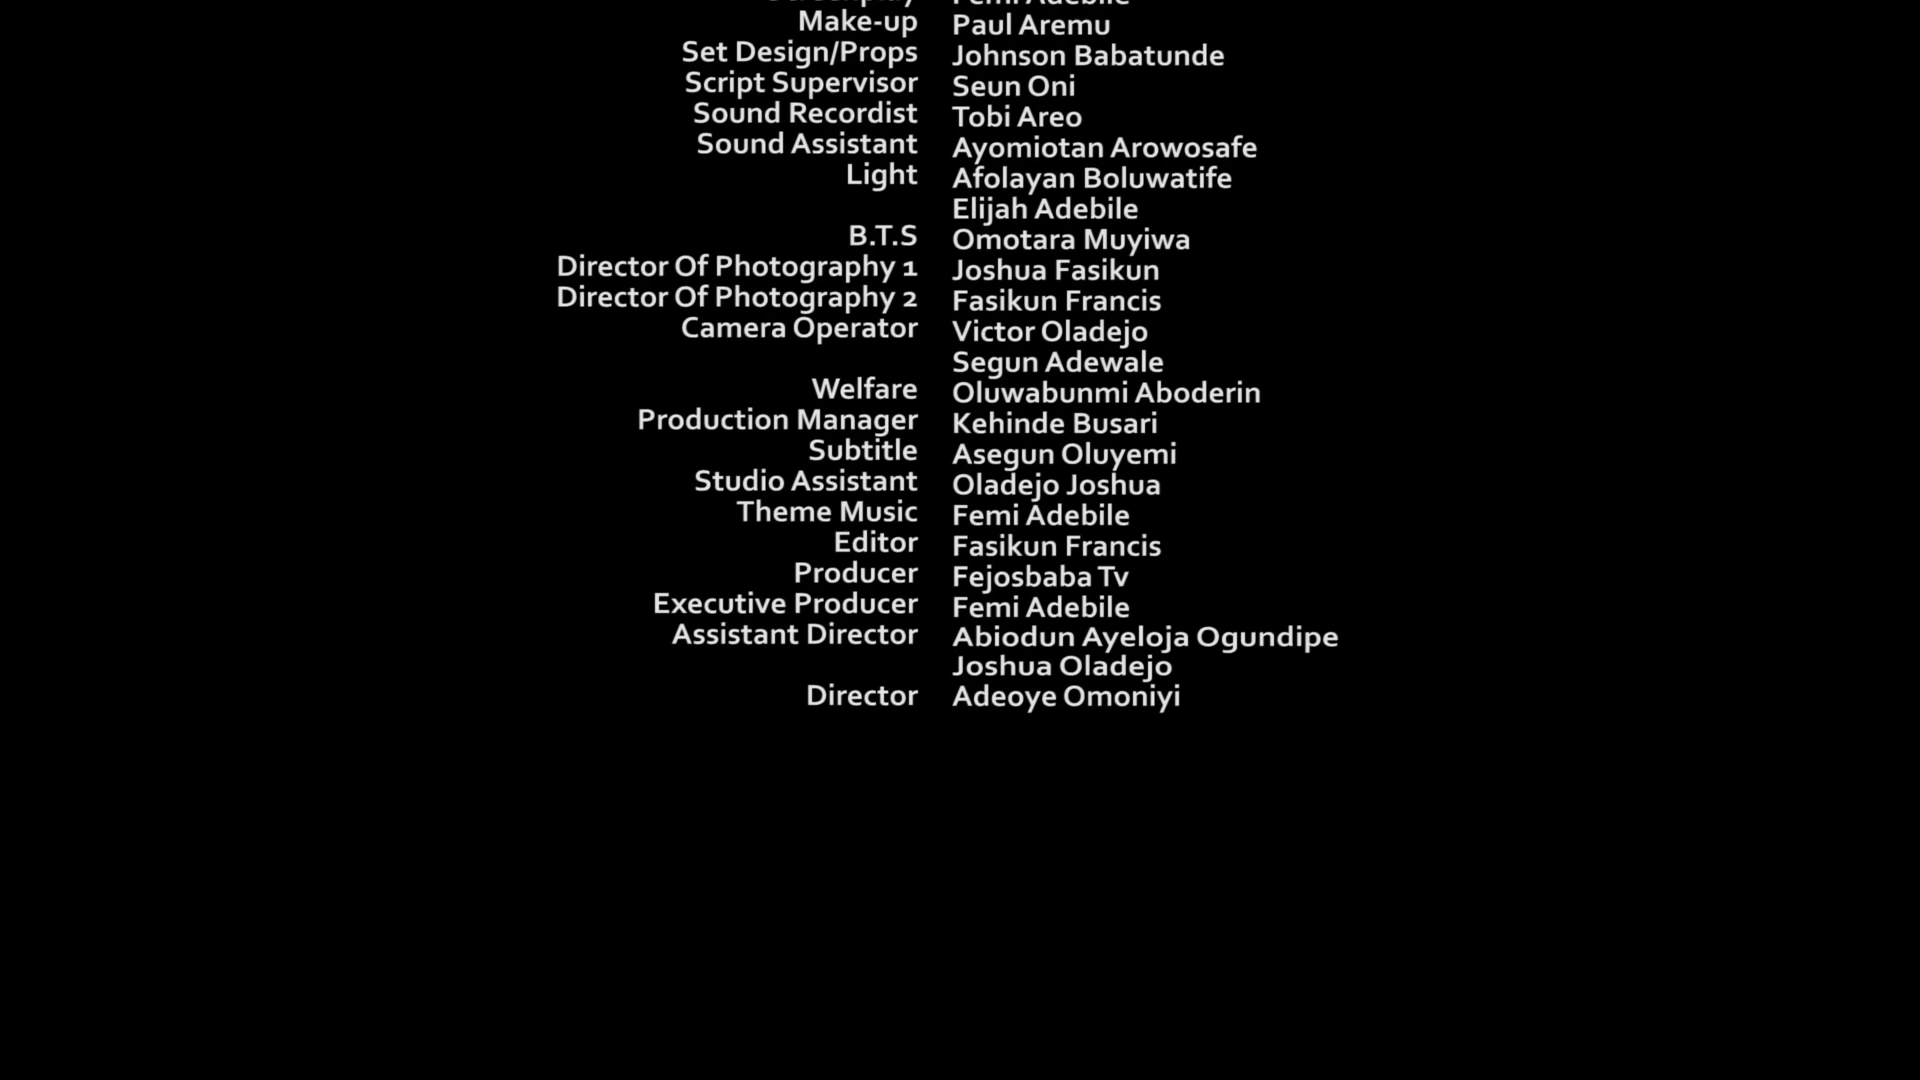 Screenplay Femi Adebile
Make-up Paul Aremu
Set Design/Props Johnson Babatunde
Script Supervisor Seun Oni
Sound Recordist Tobi Areo
Sound Assistant Ayomiotan Arowosafe
Light Afolayan Boluwatife
Elijah Adebile
B.T.S Omotara Muyiwa
Director Of Photography 1 Joshua Fasikun
Director Of Photography 2 Fasikun Francis
Camera Operator Victor Oladejo
Segun Adewale
Welfare Oluwabunmi Aboderin
Production Manager Kehinde Busari
Subtitle Asegun Oluyemi
Studio Assistant Oladejo Joshua
Theme Music Femi Adebile
Editor Fasikun Francis
Producer Fejosbaba Tv
Executive Producer Femi Adebile
Assistant Director Abiodun Ayeloja Ogundipe
Joshua Oladejo
Director Adeoye Omoniyi